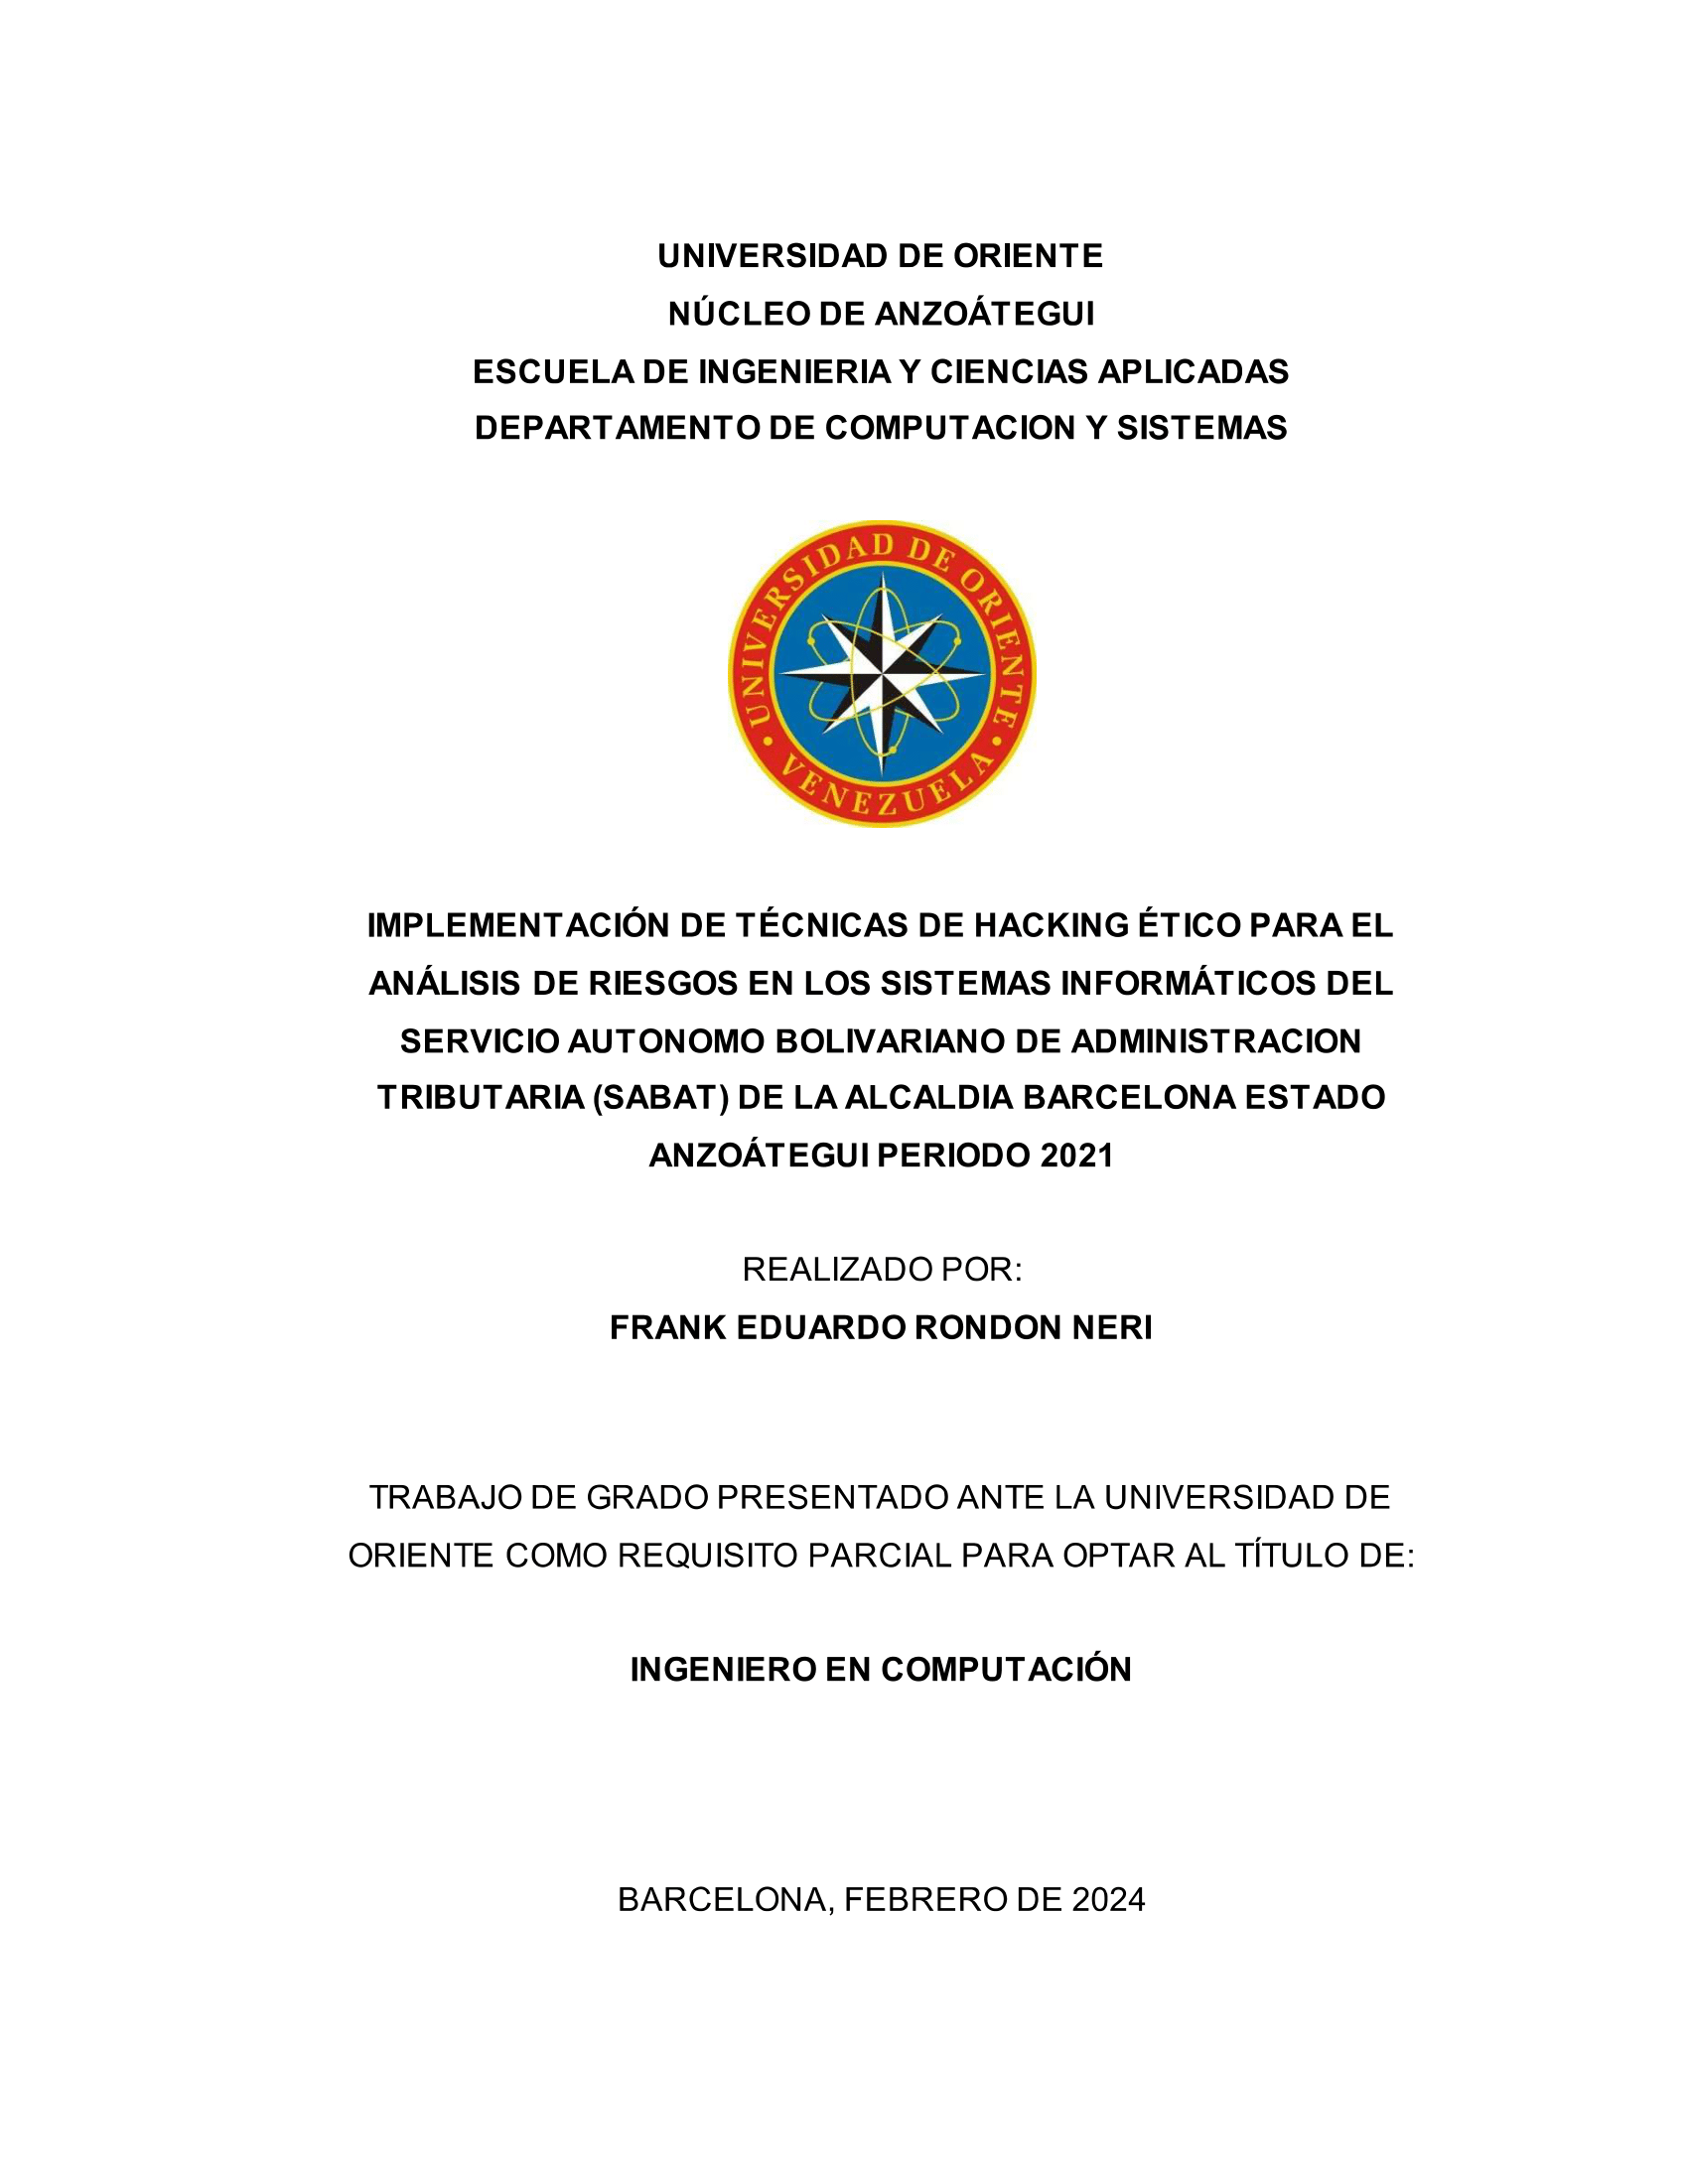 UNIVERSIDAD DE ORIENTE
NÚCLEO DE ANZOÁTEGUI
ESCUELA DE INGENIERIA Y CIENCIAS APLICADAS
DEPARTAMENTO DE COMPUTACION Y SISTEMAS
UNIVERSIDAD DE ORIENTE
• VENEZUELA •
IMPLEMENTACIÓN DE TÉCNICAS DE HACKING ÉTICO PARA EL
ANÁLISIS DE RIESGOS EN LOS SISTEMAS INFORMÁTICOS DEL
SERVICIO AUTONOMO BOLIVARIANO DE ADMINISTRACION
TRIBUTARIA (SABAT) DE LA ALCALDIA BARCELONA ESTADO
ANZOÁTEGUI PERIODO 2021
REALIZADO POR:
FRANK EDUARDO RONDON NERI
TRABAJO DE GRADO PRESENTADO ANTE LA UNIVERSIDAD DE
ORIENTE COMO REQUISITO PARCIAL PARA OPTAR AL TÍTULO DE:
INGENIERO EN COMPUTACIÓN
BARCELONA, FEBRERO DE 2024